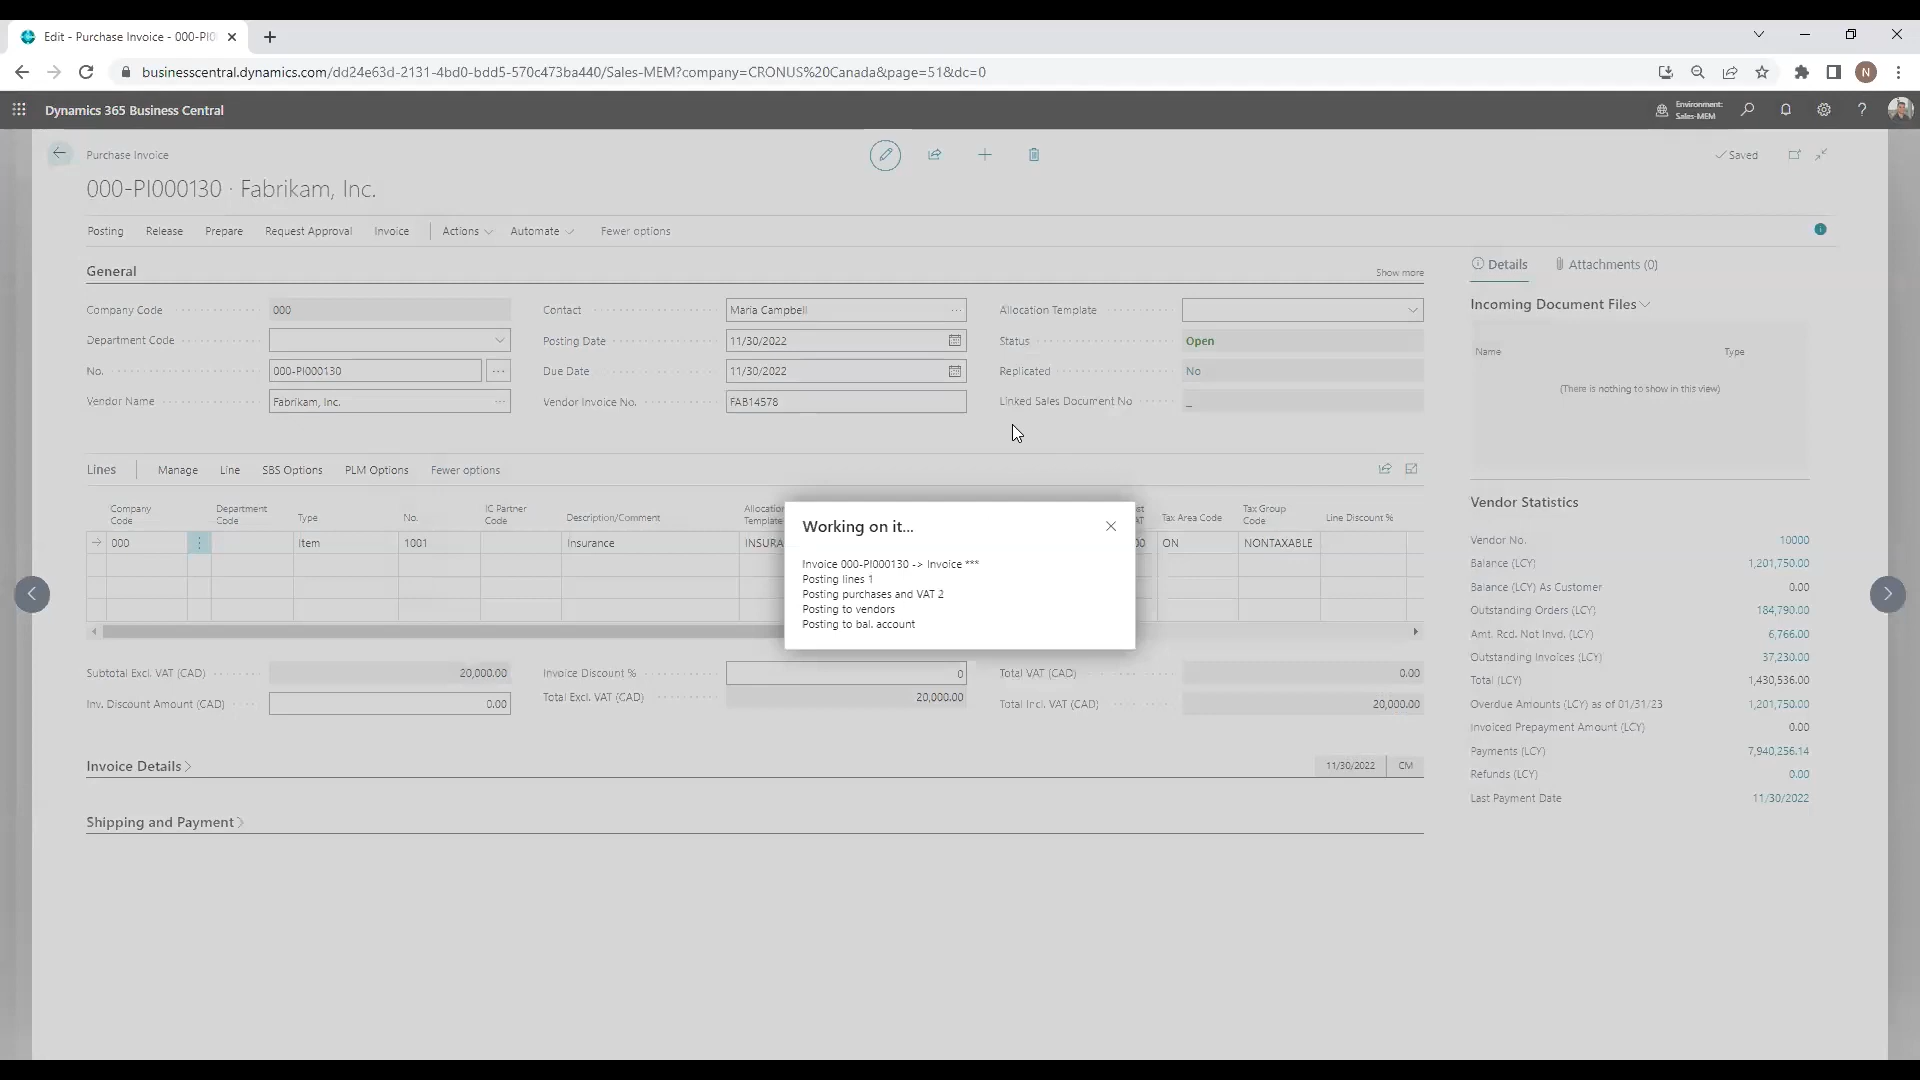 Edit - Purchase Invoice - 000-PI0
businesscentral.dynamics.com/dd24e63d-2131-4bd0-bdd5-570c473ba440/Sales-MEM?company=CRONUS%20Canada&page=51&dc=0
N
Dynamics 365 Business Central
Environment:
Sales-MEM
?
Purchase Invoice
Saved
000-PI000130 · Fabrikam, Inc.
Posting Release Prepare Request Approval Invoice Actions Automate Fewer options
General
Show more
Company Code 000
Department Code
No. 000-PI000130
Vendor Name Fabrikam, Inc.
Contact Maria Campbell
Posting Date 11/30/2022
Due Date 11/30/2022
Vendor Invoice No. FAB14578
Allocation Template
Status Open
Replicated No
Linked Sales Document No _
Details Attachments (0)
Incoming Document Files
Name Type
(There is nothing to show in this view)
Lines Manage Line SBS Options PLM Options Fewer options
Company Code Department Code Type No. IC Partner Code Description/Comment Tax Area Code Tax Group Code Line Discount %
000 Item 1001 Insurance ON NONTAXABLE
Working on it...
Invoice 000-PI000130 -> Invoice ***
Posting lines 1
Posting purchases and VAT 2
Posting to vendors
Posting to bal. account
Subtotal Excl. VAT (CAD) 20,000.00
Inv. Discount Amount (CAD) 0.00
Invoice Discount % 0
Total Excl. VAT (CAD) 20,000.00
Total VAT (CAD) 0.00
Total Incl. VAT (CAD) 20,000.00
Invoice Details
11/30/2022 CM
Shipping and Payment
Vendor Statistics
Vendor No. 10000
Balance (LCY) 1,201,750.00
Balance (LCY) As Customer 0.00
Outstanding Orders (LCY) 184,790.00
Amt. Rcd. Not Invd. (LCY) 6,766.00
Outstanding Invoices (LCY) 37,230.00
Total (LCY) 1,430,536.00
Overdue Amounts (LCY) as of 01/31/23 1,201,750.00
Invoiced Prepayment Amount (LCY) 0.00
Payments (LCY) 7,940,256.14
Refunds (LCY) 0.00
Last Payment Date 11/30/2022